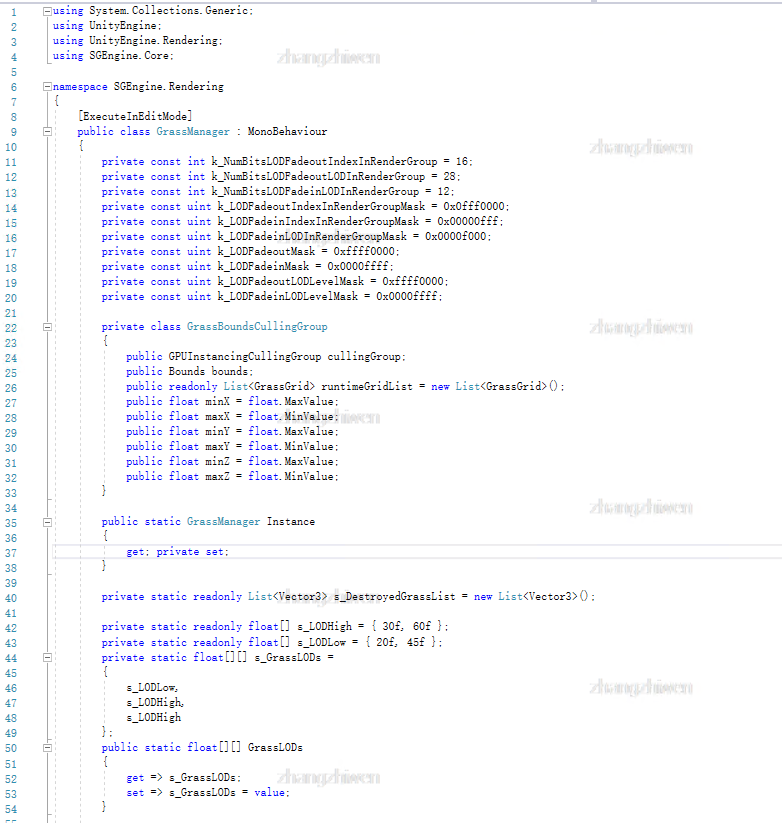 1 using System.Collections.Generic;
2 using UnityEngine;
3 using UnityEngine.Rendering;
4 using SGEngine.Core;
zhangzhiwen
5
6 namespace SGEngine.Rendering
7 {
8 [ExecuteInEditMode]
9 public class GrassManager : MonoBehaviour
10 {
zhangzhiwen
11 private const int k_NumBitsLODFadeoutIndexInRenderGroup = 16;
12 private const int k_NumBitsLODFadeoutLODInRenderGroup = 28;
13 private const int k_NumBitsLODFadeinLODInRenderGroup = 12;
14 private const uint k_LODFadeoutIndexInRenderGroupMask = 0x0fff0000;
15 private const uint k_LODFadeinIndexInRenderGroupMask = 0x00000fff;
16 private const uint k_LODFadeinLODInRenderGroupMask = 0x0000f000;
zhangzhiwen
17 private const uint k_LODFadeoutMask = 0xffff0000;
18 private const uint k_LODFadeinMask = 0x0000ffff;
19 private const uint k_LODFadeoutLODLevelMask = 0xffff0000;
20 private const uint k_LODFadeinLODLevelMask = 0x0000ffff;
21
22 private class GrassBoundsCullingGroup
zhangzhiwen
23 {
24 public GPUInstancingCullingGroup cullingGroup;
25 public Bounds bounds;
26 public readonly List<GrassGrid> runtimeGridList = new List<GrassGrid>();
27 public float minX = float.MaxValue;
28 public float maxX = float.MinValue;
zhangzhiwen
29 public float minY = float.MaxValue;
30 public float maxY = float.MinValue;
31 public float minZ = float.MaxValue;
32 public float maxZ = float.MinValue;
33 }
34
zhangzhiwen
35 public static GrassManager Instance
36 {
37 get; private set;
38 }
39
40 private static readonly List<Vector3> s_DestroyedGrassList = new List<Vector3>();
zhangzhiwen
41
42 private static readonly float[] s_LODHigh = { 30f, 60f };
43 private static readonly float[] s_LODLow = { 20f, 45f };
44 private static float[][] s_GrassLODs =
45 {
46 s_LODLow,
zhangzhiwen
47 s_LODHigh,
48 s_LODHigh
49 };
50 public static float[][] GrassLODs
51 {
52 get => s_GrassLODs;
zhangzhiwen
53 set => s_GrassLODs = value;
54 }